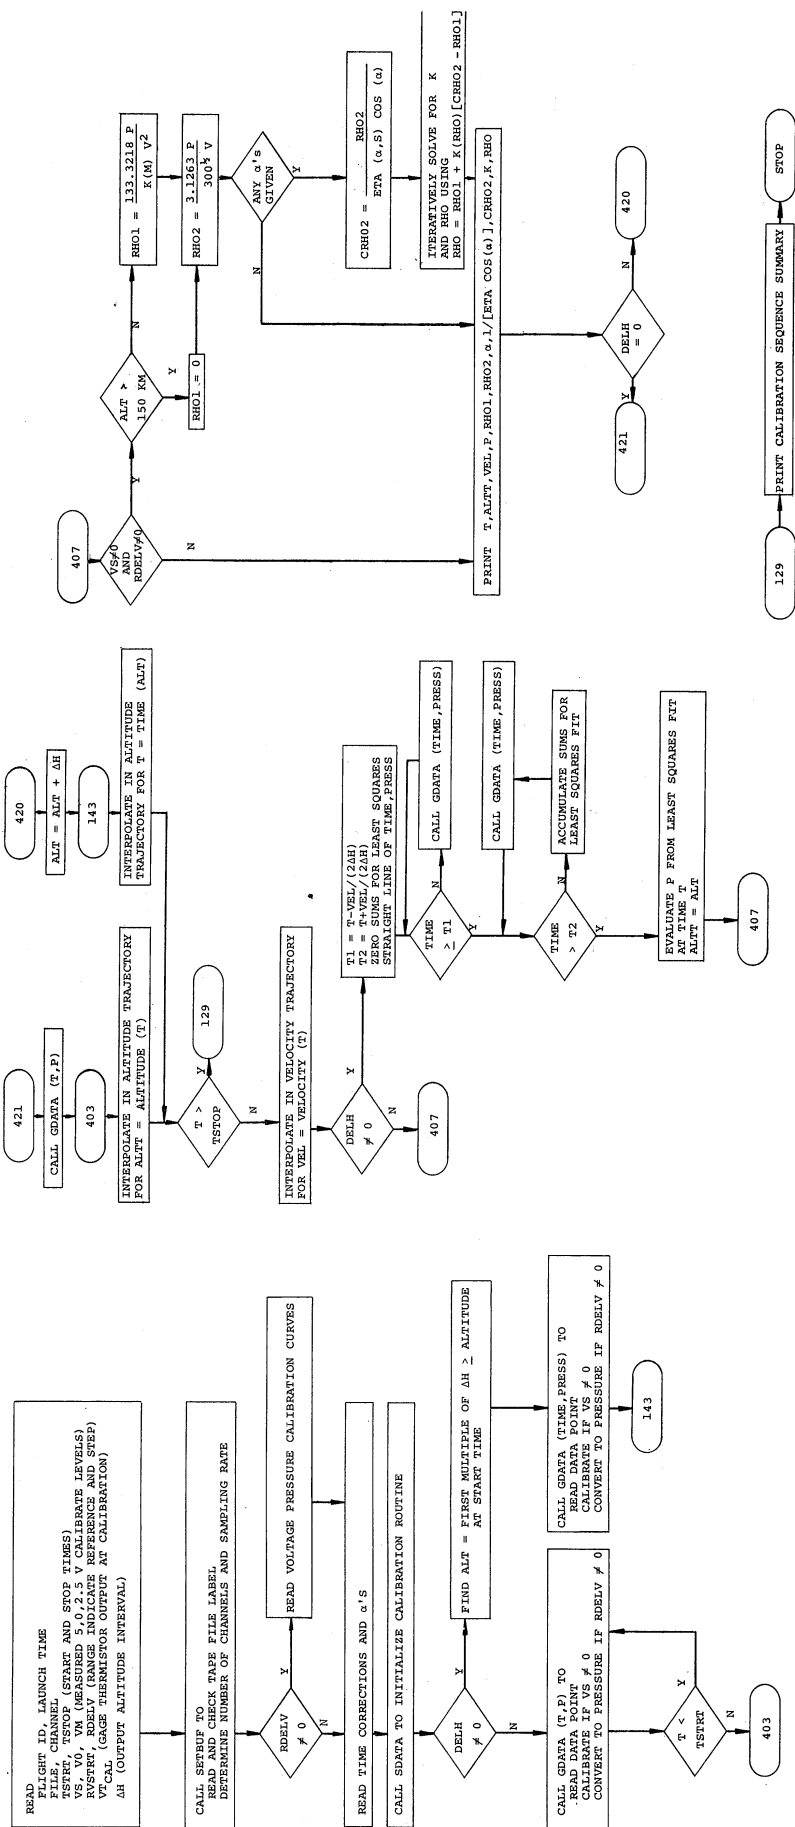 READ
FLIGHT ID, LAUNCH TIME
FILE, CHANNEL
TSTRT, TSTOP (START AND STOP TIMES)
VS, V0, VM (MEASURED 5,0,2.5 V CALIBRATE LEVELS)
RVSTRT, RDELV (RANGE INDICATE REFERENCE AND STEP)
VTCAL (GAGE THERMISTOR OUTPUT AT CALIBRATION)
ΔH (OUTPUT ALTITUDE INTERVAL)
CALL SETBUF TO
READ AND CHECK TAPE FILE LABEL
DETERMINE NUMBER OF CHANNELS AND SAMPLING RATE
RDELV
≠ 0
Y
N
READ VOLTAGE PRESSURE CALIBRATION CURVES
READ TIME CORRECTIONS AND α'S
CALL SDATA TO INITIALIZE CALIBRATION ROUTINE
DELH
≠ 0
Y
N
FIND ALT = FIRST MULTIPLE OF ΔH ≥ ALTITUDE
AT START TIME
CALL GDATA (T,P) TO
READ DATA POINT
CALIBRATE IF VS ≠ 0
CONVERT TO PRESSURE IF RDELV ≠ 0
CALL GDATA (TIME,PRESS) TO
READ DATA POINT
CALIBRATE IF VS ≠ 0
CONVERT TO PRESSURE IF RDELV ≠ 0
143
T <
TSTRT
Y
N
403
421
CALL GDATA (T,P)
403
INTERPOLATE IN ALTITUDE TRAJECTORY
FOR ALTT = ALTITUDE (T)
420
ALT = ALT + ΔH
143
INTERPOLATE IN ALTITUDE
TRAJECTORY FOR T = TIME (ALT)
T >
TSTOP
Y
N
129
INTERPOLATE IN VELOCITY TRAJECTORY
FOR VEL = VELOCITY (T)
DELH
≠ 0
Y
N
407
T1 = T-VEL/(2ΔH)
T2 = T+VEL/(2ΔH)
ZERO SUMS FOR LEAST SQUARES
STRAIGHT LINE OF TIME,PRESS
TIME
≥ T1
N
Y
CALL GDATA (TIME,PRESS)
CALL GDATA (TIME,PRESS)
TIME
> T2
N
Y
ACCUMULATE SUMS FOR
LEAST SQUARES FIT
EVALUATE P FROM LEAST SQUARES FIT
AT TIME T
ALTT = ALT
407
407
VS≠0
AND
RDELV≠0
Y
N
ALT >
150 KM
N
Y
RHO1 = 0
RHO1 = 133.3218 P / K(M) V²
RHO2 = 3.1263 P / 300½ V
ANY α'S
GIVEN
Y
N
CRHO2 = RHO2 / ETA (α,S) COS (α)
ITERATIVELY SOLVE FOR K
AND RHO USING
RHO = RHO1 + K(RHO)[CRHO2 - RHO1]
PRINT T,ALTT,VEL,P,RHO1,RHO2,α,1/[ETA COS(α)],CRHO2,K,RHO
DELH
= 0
Y
N
421
420
129
PRINT CALIBRATION SEQUENCE SUMMARY
STOP